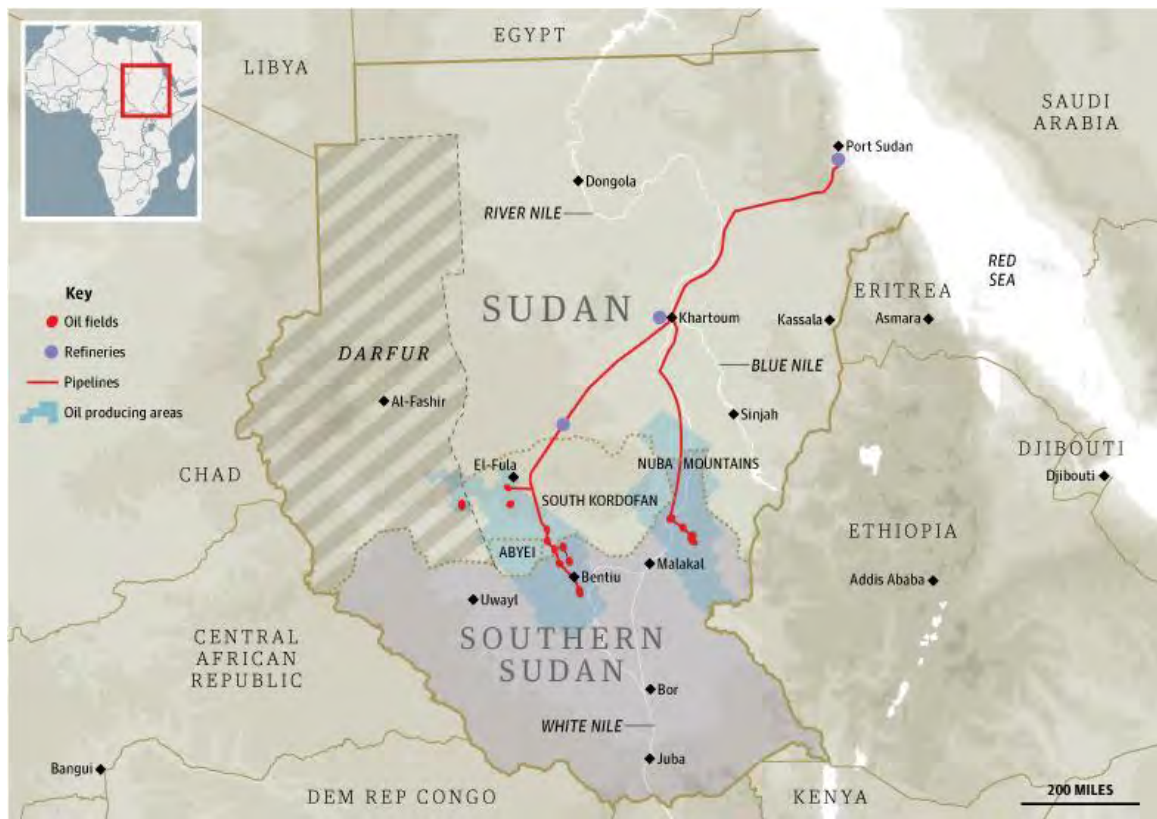 EGYPT
LIBYA
SAUDI
ARABIA
Port Sudan
Dongola
RIVER NILE
RED
SEA
Key
Oil fields
Refineries
Pipelines
Oil producing areas
SUDAN
ERITREA
Khartoum
Kassala
Asmara
DARFUR
BLUE NILE
Al-Fashir
Sinjah
DJIBOUTI
Djibouti
CHAD
El-Fula
NUBA MOUNTAINS
SOUTH KORDOFAN
ETHIOPIA
ABYEI
Bentiu
Malakal
Addis Ababa
Uwayl
CENTRAL
AFRICAN
REPUBLIC
SOUTHERN
SUDAN
Bor
WHITE NILE
Juba
Bangui
DEM REP CONGO
KENYA
200 MILES